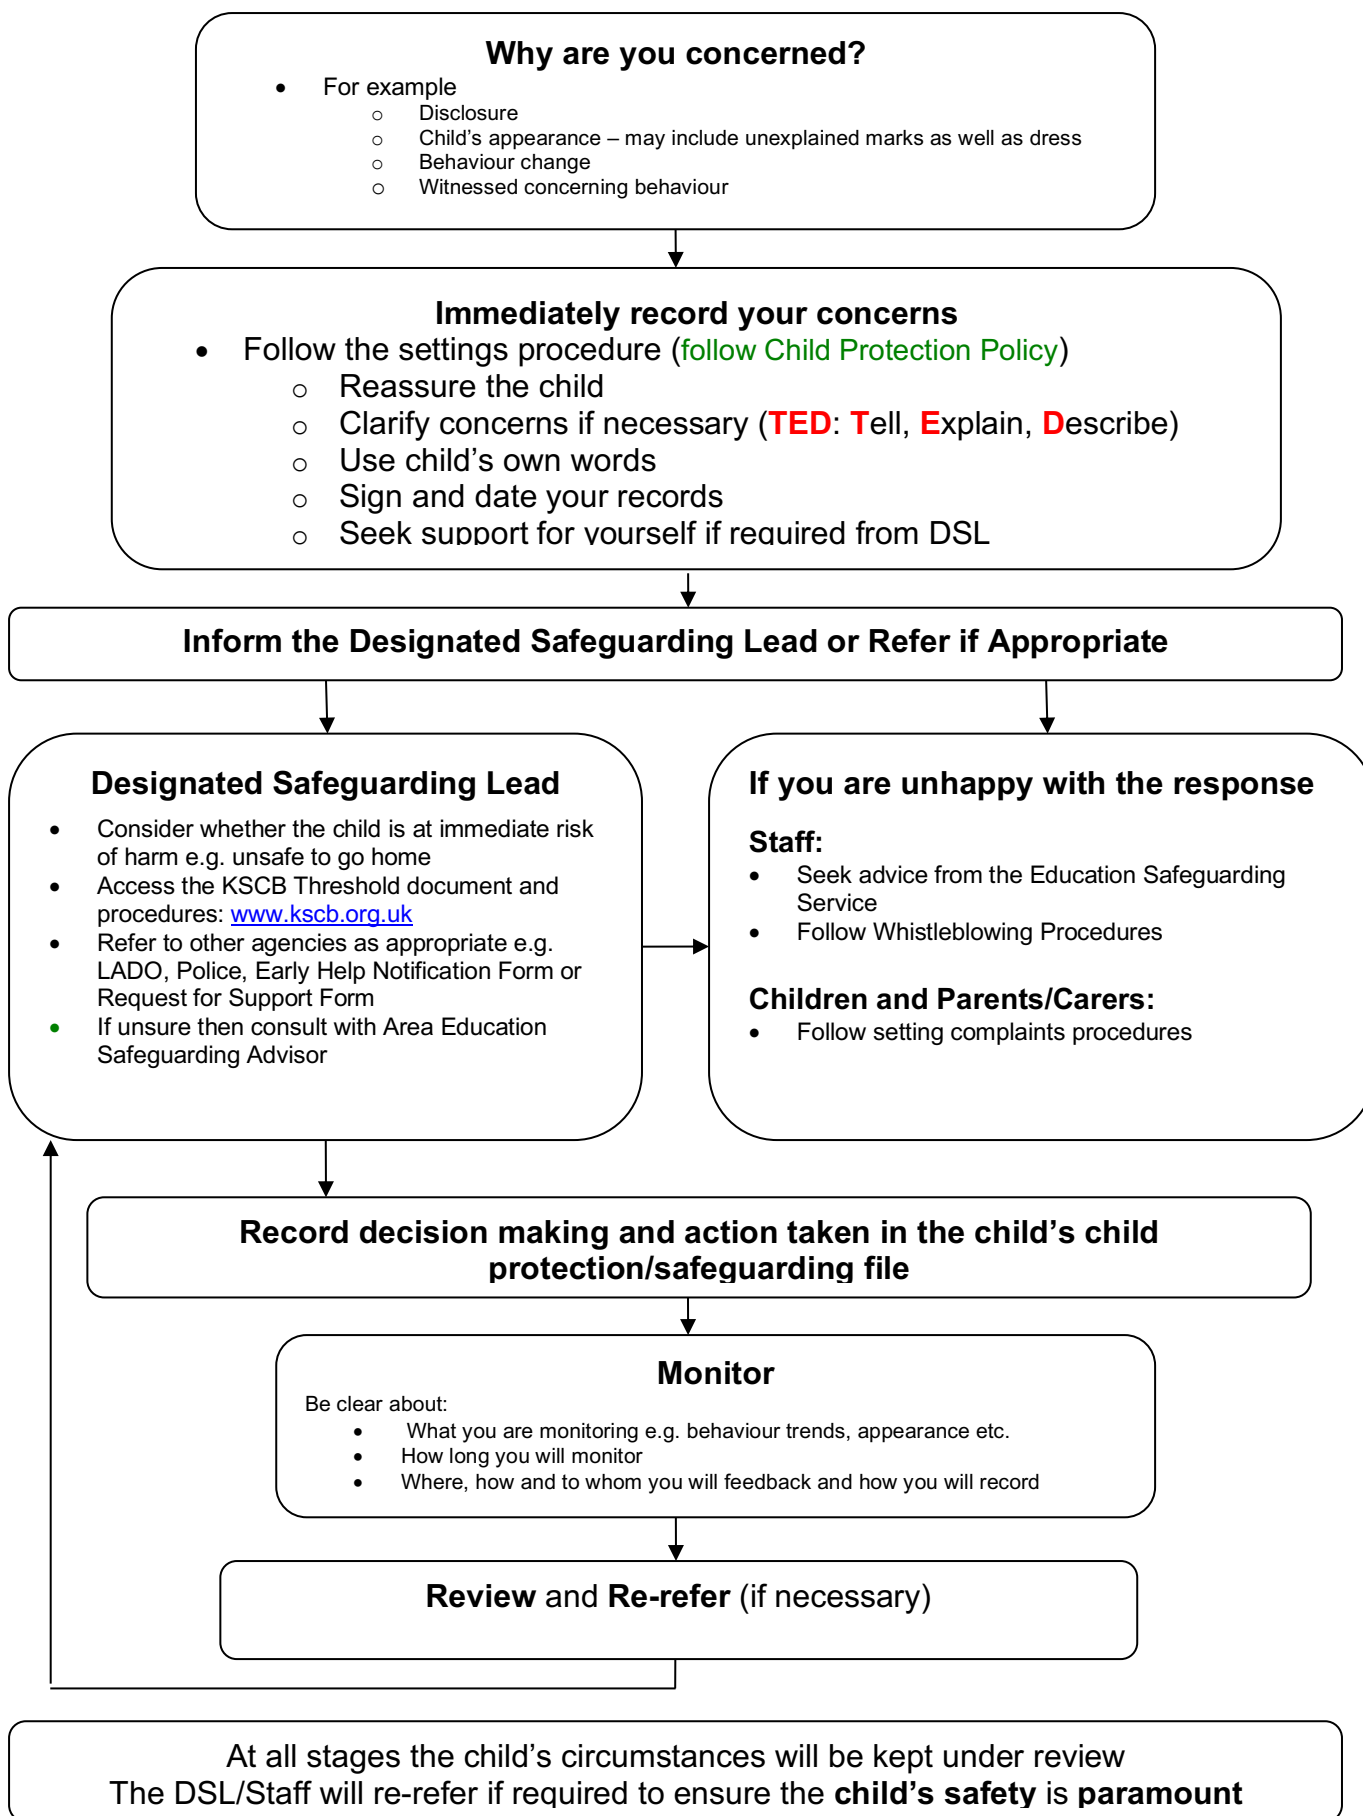 Why are you concerned?
• For example
o Disclosure
o Child’s appearance – may include unexplained marks as well as dress
o Behaviour change
o Witnessed concerning behaviour
Immediately record your concerns
• Follow the settings procedure (follow Child Protection Policy)
o Reassure the child
o Clarify concerns if necessary (TED: Tell, Explain, Describe)
o Use child’s own words
o Sign and date your records
o Seek support for yourself if required from DSL
Inform the Designated Safeguarding Lead or Refer if Appropriate
Designated Safeguarding Lead
• Consider whether the child is at immediate risk
of harm e.g. unsafe to go home
• Access the KSCB Threshold document and
procedures: www.kscb.org.uk
• Refer to other agencies as appropriate e.g.
LADO, Police, Early Help Notification Form or
Request for Support Form
• If unsure then consult with Area Education
Safeguarding Advisor
If you are unhappy with the response
Staff:
• Seek advice from the Education Safeguarding
Service
• Follow Whistleblowing Procedures
Children and Parents/Carers:
• Follow setting complaints procedures
Record decision making and action taken in the child’s child
protection/safeguarding file
Monitor
Be clear about:
• What you are monitoring e.g. behaviour trends, appearance etc.
• How long you will monitor
• Where, how and to whom you will feedback and how you will record
Review and Re-refer (if necessary)
At all stages the child’s circumstances will be kept under review
The DSL/Staff will re-refer if required to ensure the child’s safety is paramount